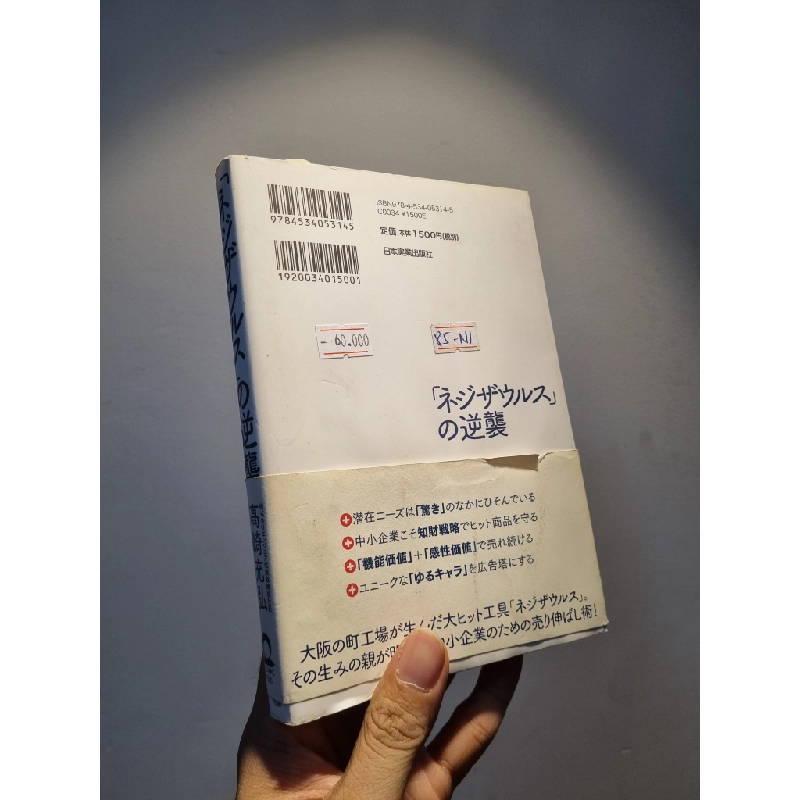 「ネジザウルス」の逆襲
高崎充弘
9784534053145
1920034015001
ISBN978-4-534-05314-5
C0034 ¥1500E
定価 本体1500円(税別)
日本実業出版社
-60.000
85-N1
「ネジザウルス」
の逆襲
潜在ニーズは「驚き」のなかにひそんでいる
中小企業こそ知財戦略でヒット商品を守る
「機能価値」+「感性価値」で売れ続ける
ユニークな「ゆるキャラ」を広告塔にする
大阪の町工場が生んだ大ヒット工具「ネジザウルス」。
その生みの親が 小企業のための売り伸ばし術!